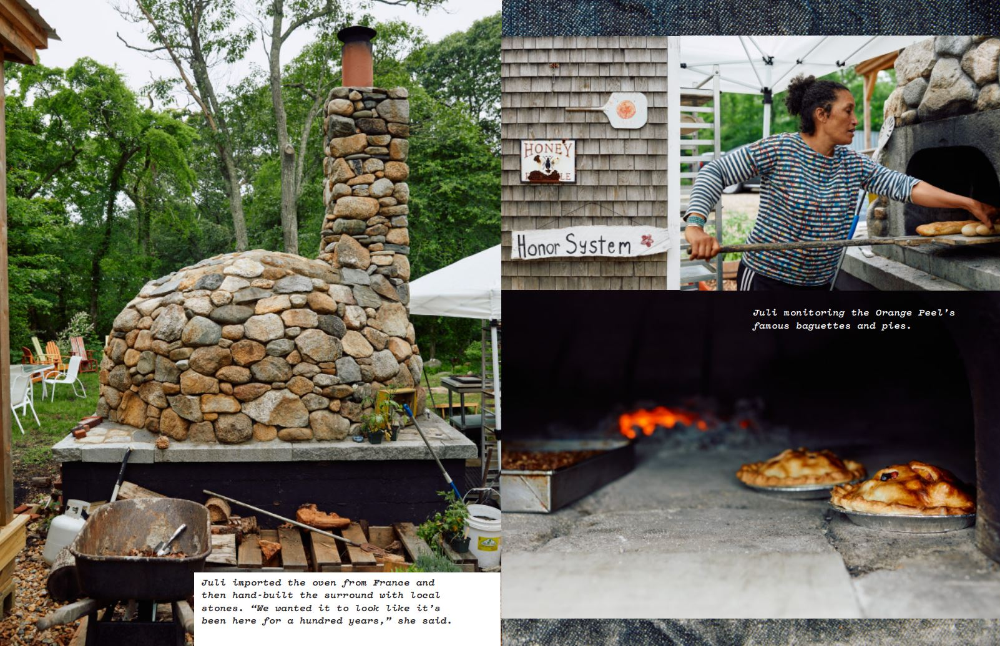 Juli imported the oven from France and
then hand-built the surround with local
stones. “We wanted it to look like it’s
been here for a hundred years,” she said.
HONEY
Honor System
Juli monitoring the Orange Peel’s
famous baguettes and pies.